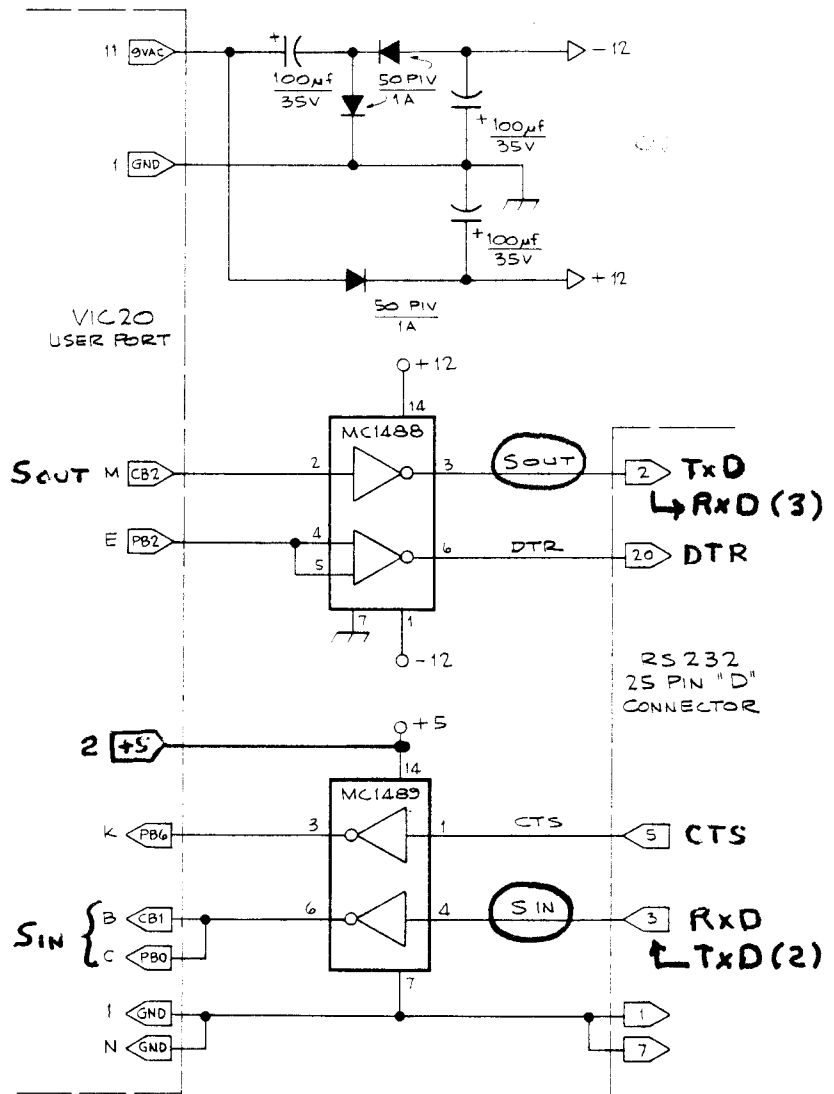 11 9VAC + -12
100µf
35V
50 PIV
1A
+ 100µf
35V
1 GND
+ 100µf
35V
+12
50 PIV
1A
VIC20
USER PORT
+12
14
MC1488
SOUT M CB2 2 3 SOUT 2 TxD
RxD (3)
E PB2 4 6 DTR 20 DTR
5
7 1
-12
RS 232
25 PIN "D"
CONNECTOR
+5
2 +5
14
MC1489
K PB6 3 1 CTS 5 CTS
SIN B CB1 6 4 SIN 3 RxD
C PB0 TxD (2)
7
1 GND 1
N GND 7